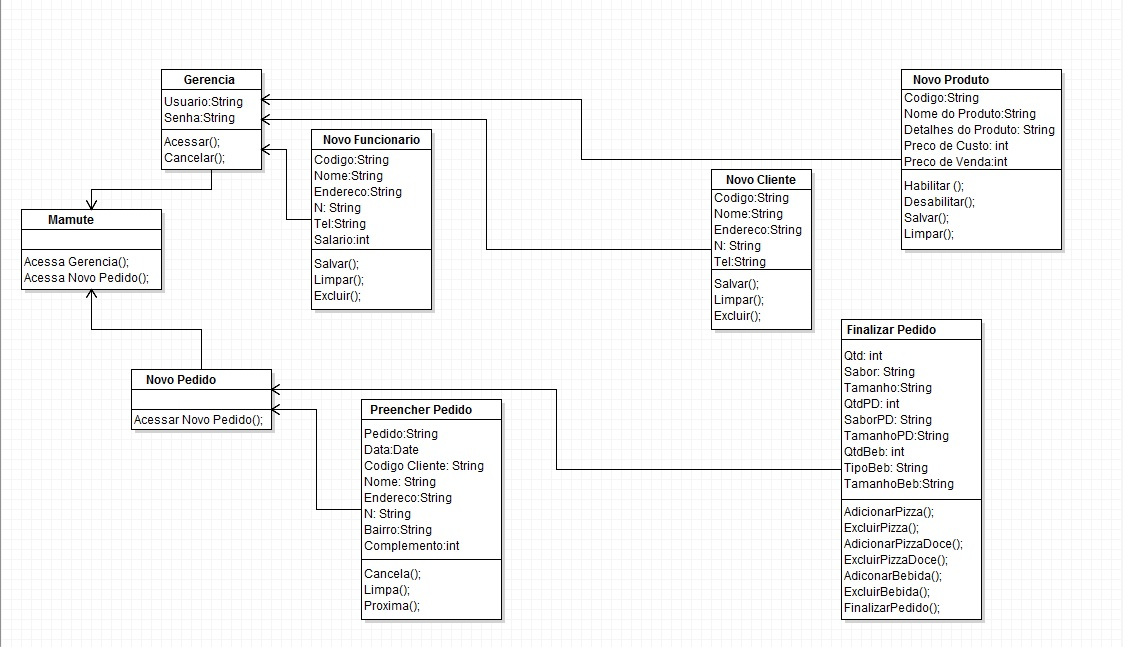 Gerencia
Usuario:String
Senha:String
Acessar();
Cancelar();
Novo Funcionario
Codigo:String
Nome:String
Endereco:String
N: String
Tel:String
Salario:int
Salvar();
Limpar();
Excluir();
Novo Cliente
Codigo:String
Nome:String
Endereco:String
N: String
Tel:String
Salvar();
Limpar();
Excluir();
Novo Produto
Codigo:String
Nome do Produto:String
Detalhes do Produto: String
Preco de Custo: int
Preco de Venda:int
Habilitar ();
Desabilitar();
Salvar();
Limpar();
Mamute
Acessa Gerencia();
Acessa Novo Pedido();
Novo Pedido
Acessar Novo Pedido();
Preencher Pedido
Pedido:String
Data:Date
Codigo Cliente: String
Nome: String
Endereco:String
N: String
Bairro:String
Complemento:int
Cancela();
Limpa();
Proxima();
Finalizar Pedido
Qtd: int
Sabor: String
Tamanho:String
QtdPD: int
SaborPD: String
TamanhoPD:String
QtdBeb: int
TipoBeb: String
TamanhoBeb:String
AdicionarPizza();
ExcluirPizza();
AdicionarPizzaDoce();
ExcluirPizzaDoce();
AdiconarBebida();
ExcluirBebida();
FinalizarPedido();